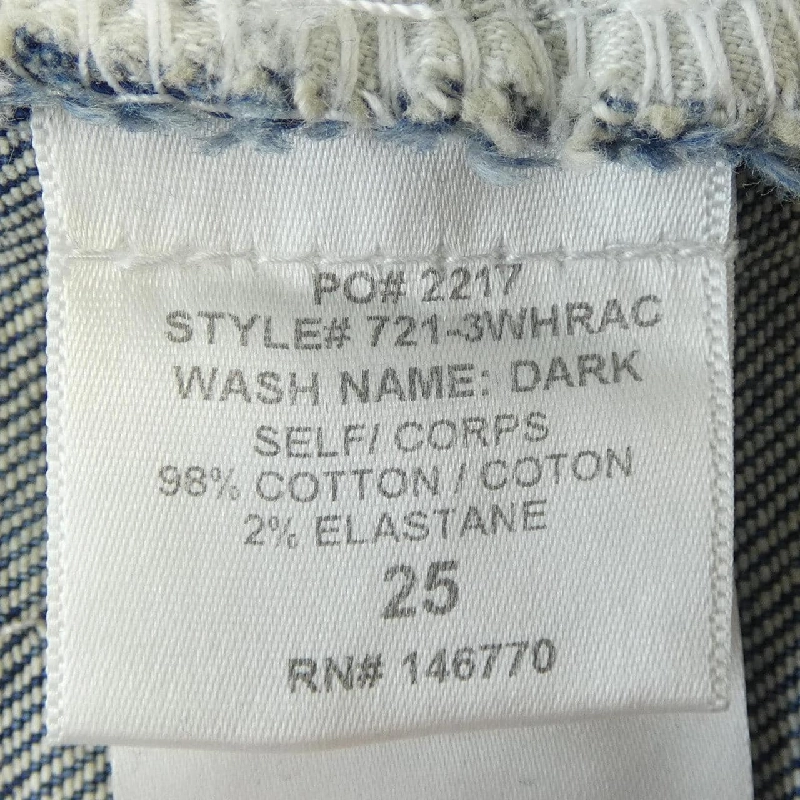 PO# 2217
STYLE# 721-3WHRAC
WASH NAME: DARK
SELF/ CORPS
98% COTTON / COTON
2% ELASTANE
25
RN# 146770